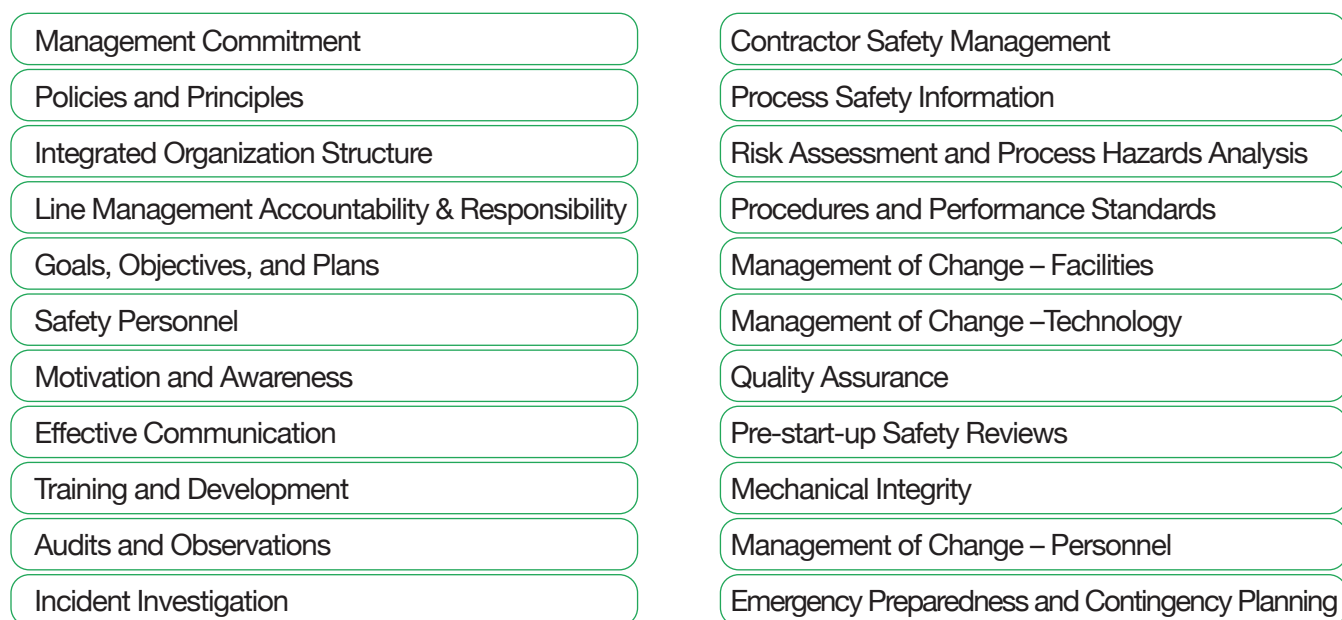 Management Commitment
Policies and Principles
Integrated Organization Structure
Line Management Accountability & Responsibility
Goals, Objectives, and Plans
Safety Personnel
Motivation and Awareness
Effective Communication
Training and Development
Audits and Observations
Incident Investigation
Contractor Safety Management
Process Safety Information
Risk Assessment and Process Hazards Analysis
Procedures and Performance Standards
Management of Change – Facilities
Management of Change –Technology
Quality Assurance
Pre-start-up Safety Reviews
Mechanical Integrity
Management of Change – Personnel
Emergency Preparedness and Contingency Planning